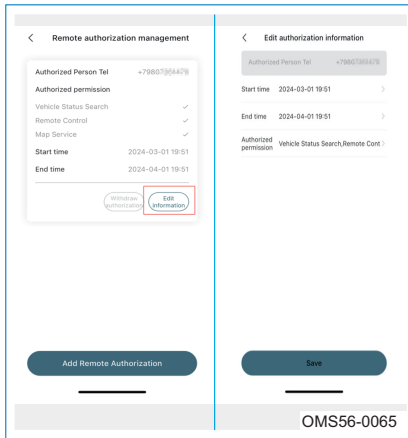 Remote authorization management
Authorized Person Tel
Authorized permission
Vehicle Status Search
Remote Control
Map Service
Start time 2024-03-01 19:51
End time 2024-04-01 19:51
Withdraw authorization
Edit information
Add Remote Authorization
Edit authorization information
Authorized Person Tel
Start time 2024-03-01 19:51
End time 2024-04-01 19:51
Authorized permission Vehicle Status Search,Remote Cont
Save
OMS56-0065